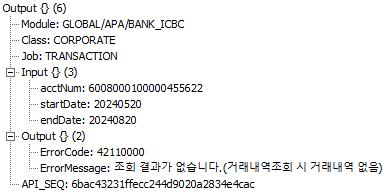 Output {} (6)
Module: GLOBAL/APA/BANK_ICBC
Class: CORPORATE
Job: TRANSACTION
Input {} (3)
acctNum: 6008000100000455622
startDate: 20240520
endDate: 20240820
Output {} (2)
ErrorCode: 42110000
ErrorMessage: 조회 결과가 없습니다.(거래내역조회 시 거래내역 없음)
API_SEQ: 6bac43231ffecc244d9020a2834e4cac